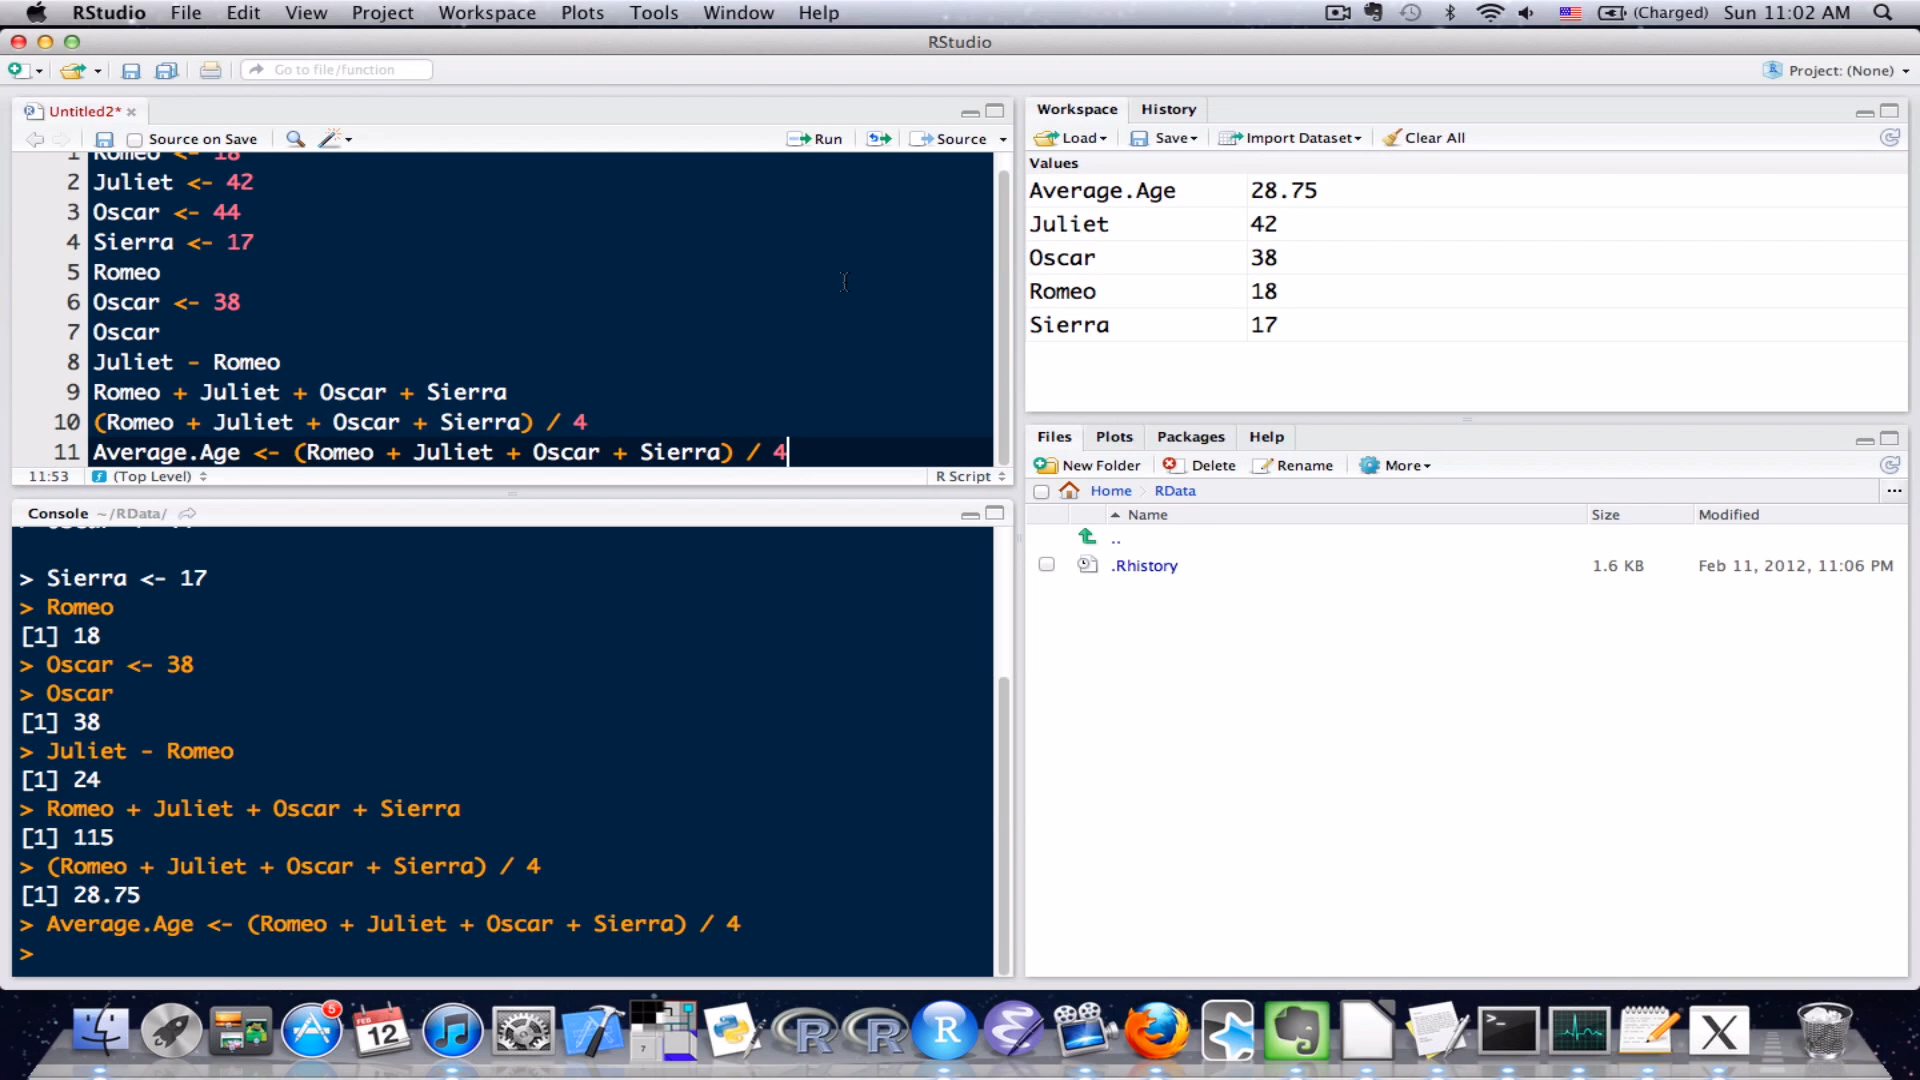 RStudio File Edit View Project Workspace Plots Tools Window Help (Charged) Sun 11:02 AM
RStudio
Go to file/function Project: (None)
Untitled2*
Source on Save Run Source
1 Romeo <- 18
2 Juliet <- 42
3 Oscar <- 44
4 Sierra <- 17
5 Romeo
6 Oscar <- 38
7 Oscar
8 Juliet - Romeo
9 Romeo + Juliet + Oscar + Sierra
10 (Romeo + Juliet + Oscar + Sierra) / 4
11 Average.Age <- (Romeo + Juliet + Oscar + Sierra) / 4
11:53 (Top Level) R Script
Console ~/RData/
> Sierra <- 17
> Romeo
[1] 18
> Oscar <- 38
> Oscar
[1] 38
> Juliet - Romeo
[1] 24
> Romeo + Juliet + Oscar + Sierra
[1] 115
> (Romeo + Juliet + Oscar + Sierra) / 4
[1] 28.75
> Average.Age <- (Romeo + Juliet + Oscar + Sierra) / 4
>
Workspace History
Load Save Import Dataset Clear All
Values
Average.Age 28.75
Juliet 42
Oscar 38
Romeo 18
Sierra 17
Files Plots Packages Help
New Folder Delete Rename More
Home RData ...
Name Size Modified
..
.Rhistory 1.6 KB Feb 11, 2012, 11:06 PM
5
FEB
12
7
R R R
>_
X